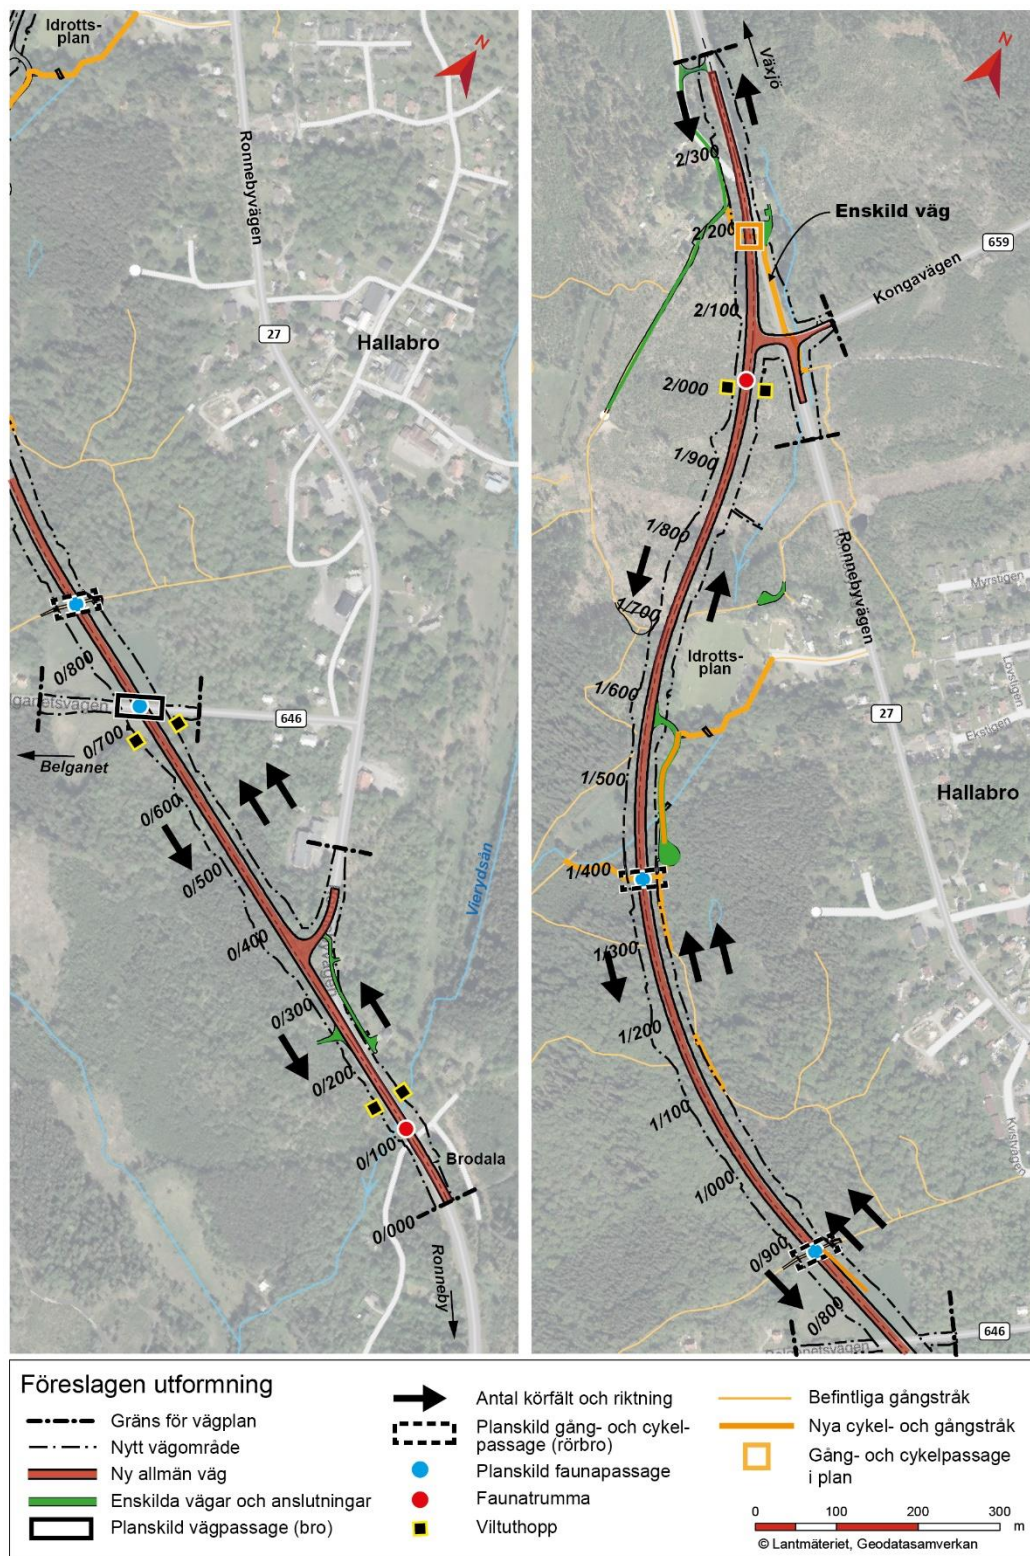 Idrotts-
plan
N
Ronnebyvägen
27
Hallabro
0/800
646
0/700
Belganet
0/600
0/500
Vierydsån
0/400
0/300
0/200
0/100
Brodala
0/000
Ronneby
Växjö
N
2/300
Enskild väg
2/200
659
Kongavägen
2/100
2/000
1/900
1/800
Ronnebyvägen
Myrstigen
1/700
Lövstigen
Idrotts-
plan
1/600
27
Ekstigen
1/500
Hallabro
1/400
1/300
1/200
1/100
Kvistvägen
1/000
0/900
0/800
646
Föreslagen utformning
Gräns för vägplan
Nytt vägområde
Ny allmän väg
Enskilda vägar och anslutningar
Planskild vägpassage (bro)
Antal körfält och riktning
Planskild gång- och cykel-
passage (rörbro)
Planskild faunapassage
Faunatrumma
Viltuthopp
Befintliga gångstråk
Nya cykel- och gångstråk
Gång- och cykelpassage
i plan
0 100 200 300
m
© Lantmäteriet, Geodatasamverkan